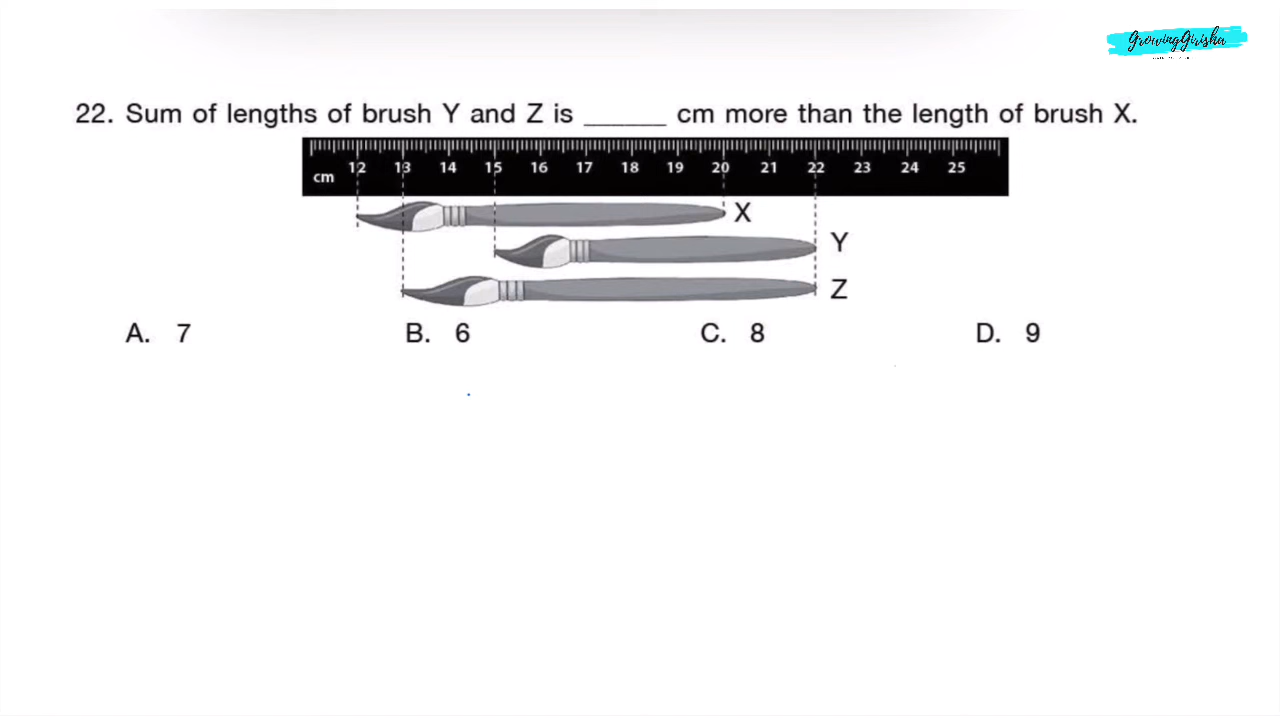 GrowingGirisha
22. Sum of lengths of brush Y and Z is ______ cm more than the length of brush X.
cm 12 13 14 15 16 17 18 19 20 21 22 23 24 25
X
Y
Z
A. 7 B. 6 C. 8 D. 9